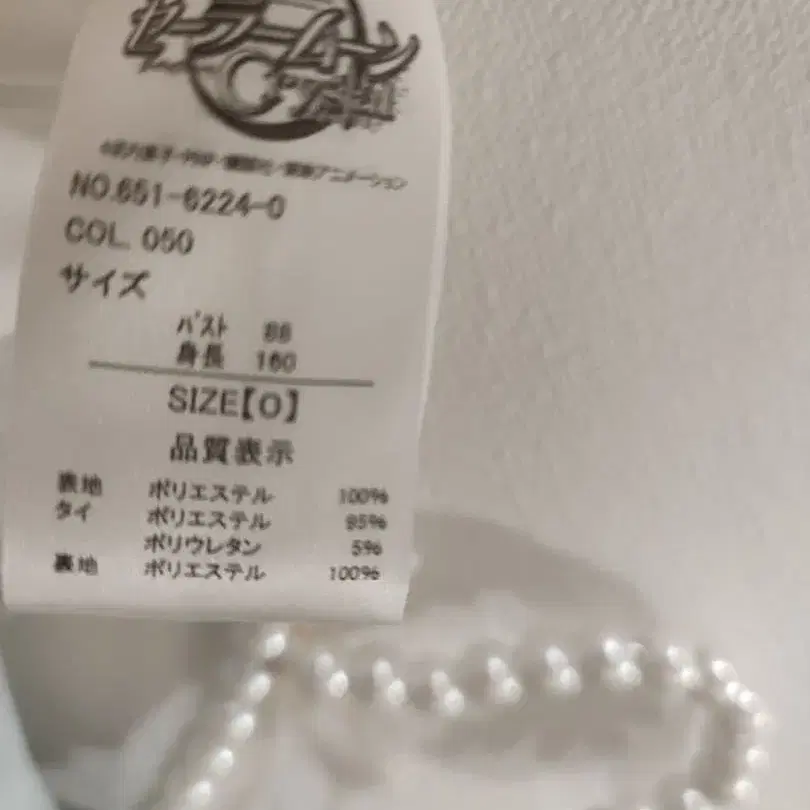 セーラームーン
NO.651-6224-0
COL. 050
サイズ
バスト 88
身長 160
SIZE【0】
品質表示
表地 ポリエステル 100%
タイ ポリエステル 95%
ポリウレタン 5%
裏地 ポリエステル 100%